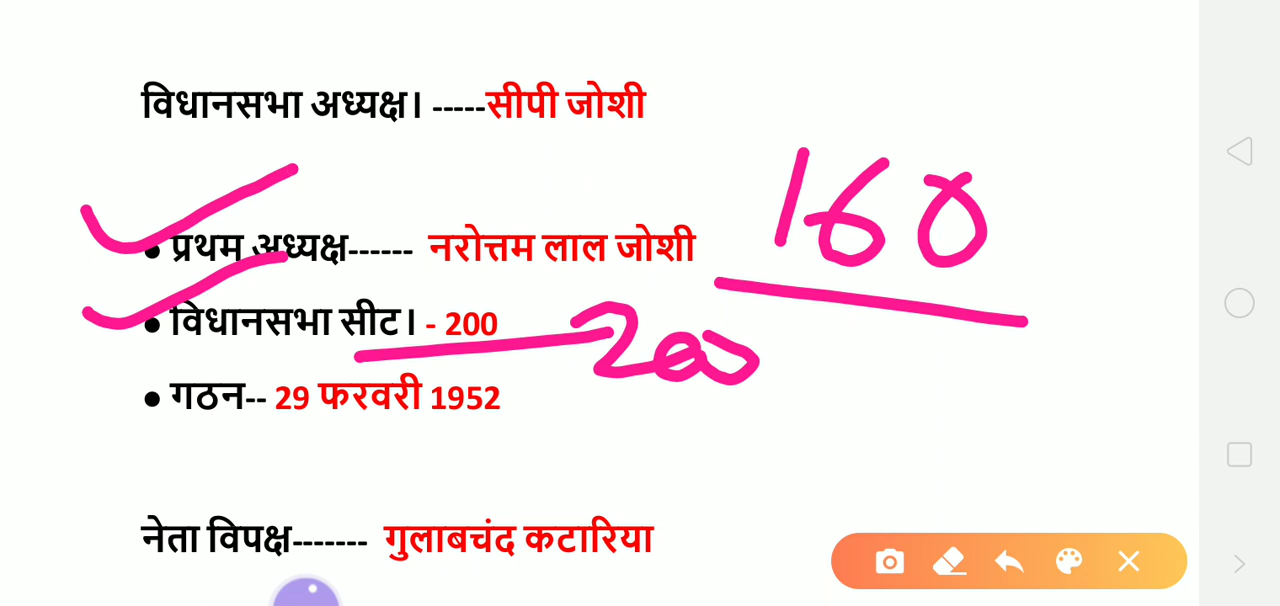 विधानसभा अध्यक्ष। -----सीपी जोशी
160
● प्रथम अध्यक्ष------ नरोत्तम लाल जोशी
● विधानसभा सीट। - 200
200
● गठन-- 29 फरवरी 1952
नेता विपक्ष------- गुलाबचंद कटारिया